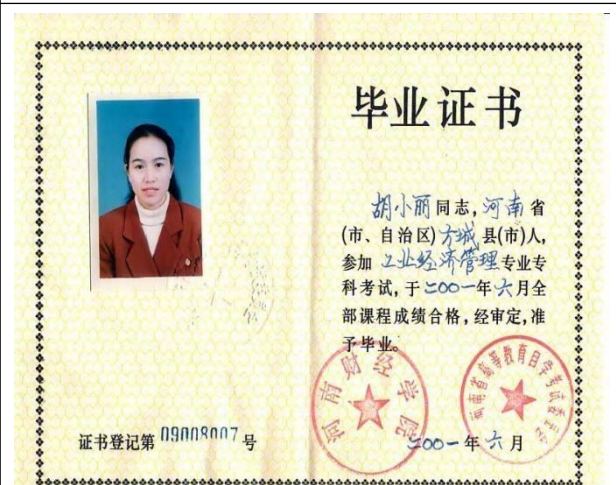 毕业证书
胡小丽同志,河南省
(市、自治区)方城县(市)人,
参加工业经济管理专业专
科考试,于二〇〇一年六月全
部课程成绩合格,经审定,准
予毕业。
河南财经学院
河南省高等教育自学考试委员会
二〇〇一年六月
证书登记第09008007号